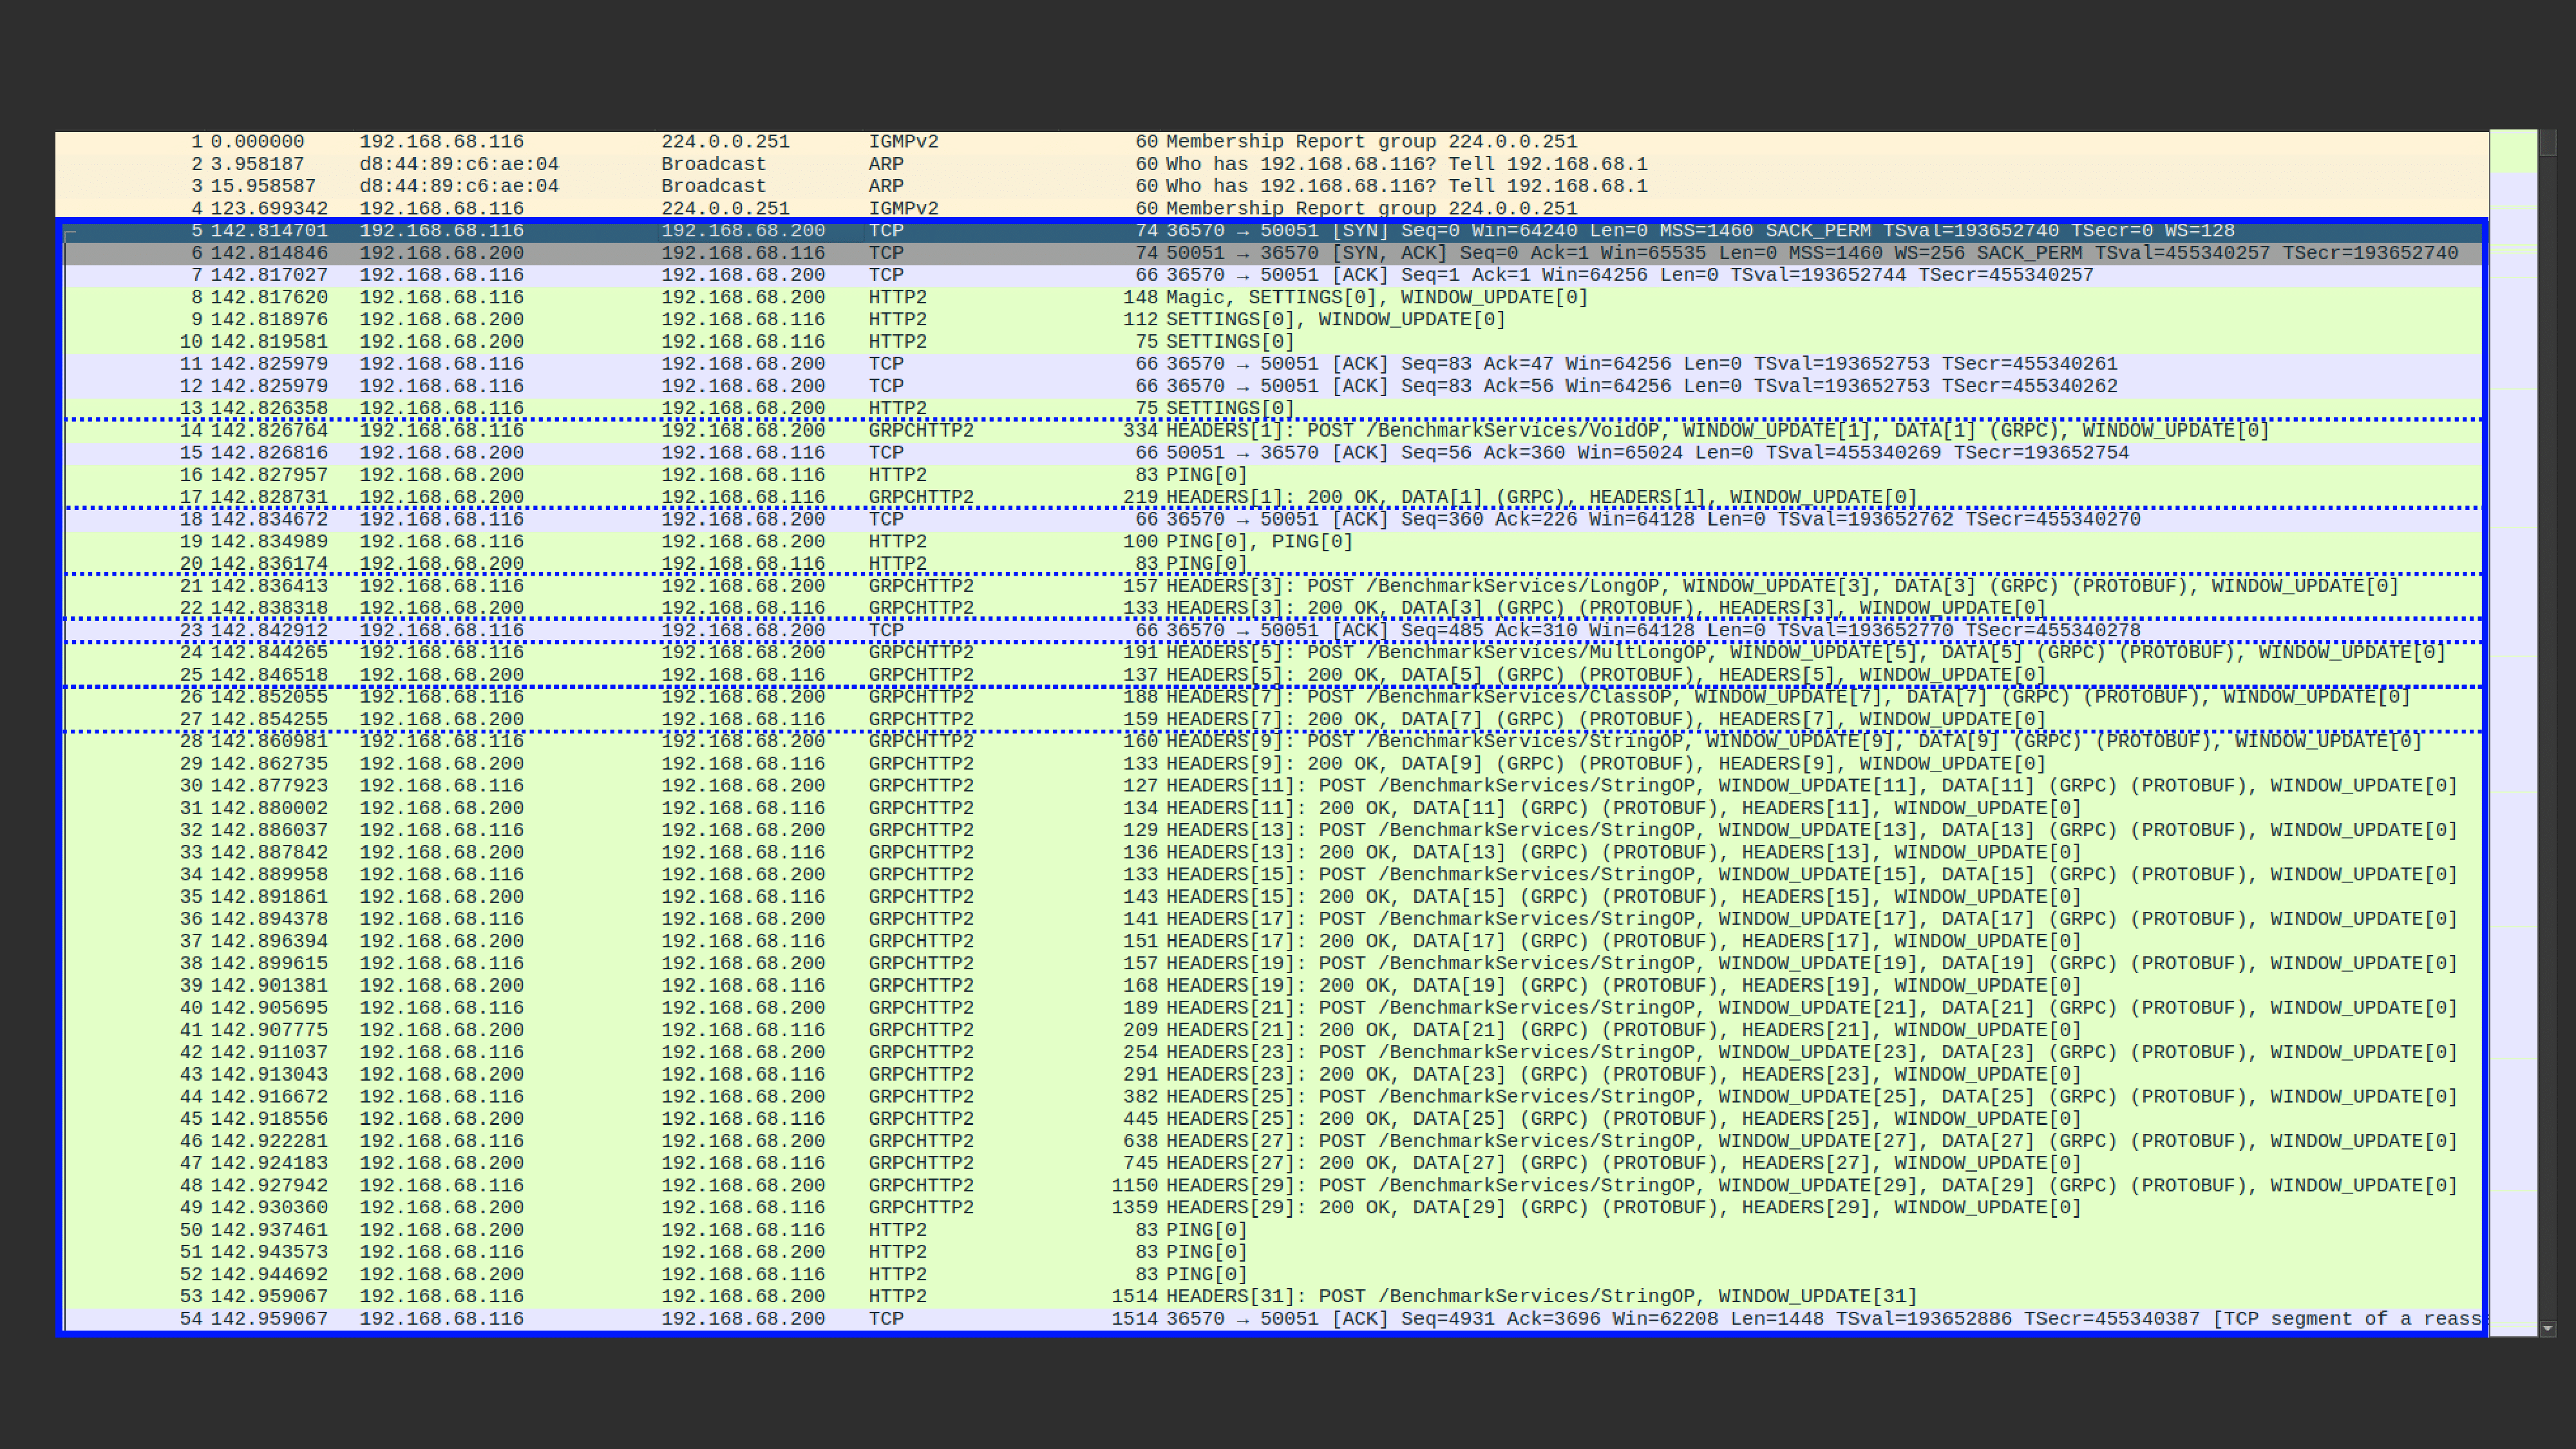 1 0.000000 192.168.68.116 224.0.0.251 IGMPv2 60 Membership Report group 224.0.0.251
2 3.958187 d8:44:89:c6:ae:04 Broadcast ARP 60 Who has 192.168.68.116? Tell 192.168.68.1
3 15.958587 d8:44:89:c6:ae:04 Broadcast ARP 60 Who has 192.168.68.116? Tell 192.168.68.1
4 123.699342 192.168.68.116 224.0.0.251 IGMPv2 60 Membership Report group 224.0.0.251
5 142.814701 192.168.68.116 192.168.68.200 TCP 74 36570 → 50051 [SYN] Seq=0 Win=64240 Len=0 MSS=1460 SACK_PERM TSval=193652740 TSecr=0 WS=128
6 142.814846 192.168.68.200 192.168.68.116 TCP 74 50051 → 36570 [SYN, ACK] Seq=0 Ack=1 Win=65535 Len=0 MSS=1460 WS=256 SACK_PERM TSval=455340257 TSecr=193652740
7 142.817027 192.168.68.116 192.168.68.200 TCP 66 36570 → 50051 [ACK] Seq=1 Ack=1 Win=64256 Len=0 TSval=193652744 TSecr=455340257
8 142.817620 192.168.68.116 192.168.68.200 HTTP2 148 Magic, SETTINGS[0], WINDOW_UPDATE[0]
9 142.818976 192.168.68.200 192.168.68.116 HTTP2 112 SETTINGS[0], WINDOW_UPDATE[0]
10 142.819581 192.168.68.200 192.168.68.116 HTTP2 75 SETTINGS[0]
11 142.825979 192.168.68.116 192.168.68.200 TCP 66 36570 → 50051 [ACK] Seq=83 Ack=47 Win=64256 Len=0 TSval=193652753 TSecr=455340261
12 142.825979 192.168.68.116 192.168.68.200 TCP 66 36570 → 50051 [ACK] Seq=83 Ack=56 Win=64256 Len=0 TSval=193652753 TSecr=455340262
13 142.826358 192.168.68.116 192.168.68.200 HTTP2 75 SETTINGS[0]
14 142.826764 192.168.68.116 192.168.68.200 GRPCHTTP2 334 HEADERS[1]: POST /BenchmarkServices/VoidOP, WINDOW_UPDATE[1], DATA[1] (GRPC), WINDOW_UPDATE[0]
15 142.826816 192.168.68.200 192.168.68.116 TCP 66 50051 → 36570 [ACK] Seq=56 Ack=360 Win=65024 Len=0 TSval=455340269 TSecr=193652754
16 142.827957 192.168.68.200 192.168.68.116 HTTP2 83 PING[0]
17 142.828731 192.168.68.200 192.168.68.116 GRPCHTTP2 219 HEADERS[1]: 200 OK, DATA[1] (GRPC), HEADERS[1], WINDOW_UPDATE[0]
18 142.834672 192.168.68.116 192.168.68.200 TCP 66 36570 → 50051 [ACK] Seq=360 Ack=226 Win=64128 Len=0 TSval=193652762 TSecr=455340270
19 142.834989 192.168.68.116 192.168.68.200 HTTP2 100 PING[0], PING[0]
20 142.836174 192.168.68.200 192.168.68.116 HTTP2 83 PING[0]
21 142.836413 192.168.68.116 192.168.68.200 GRPCHTTP2 157 HEADERS[3]: POST /BenchmarkServices/LongOP, WINDOW_UPDATE[3], DATA[3] (GRPC) (PROTOBUF), WINDOW_UPDATE[0]
22 142.838318 192.168.68.200 192.168.68.116 GRPCHTTP2 133 HEADERS[3]: 200 OK, DATA[3] (GRPC) (PROTOBUF), HEADERS[3], WINDOW_UPDATE[0]
23 142.842912 192.168.68.116 192.168.68.200 TCP 66 36570 → 50051 [ACK] Seq=485 Ack=310 Win=64128 Len=0 TSval=193652770 TSecr=455340278
24 142.844265 192.168.68.116 192.168.68.200 GRPCHTTP2 191 HEADERS[5]: POST /BenchmarkServices/MultLongOP, WINDOW_UPDATE[5], DATA[5] (GRPC) (PROTOBUF), WINDOW_UPDATE[0]
25 142.846518 192.168.68.200 192.168.68.116 GRPCHTTP2 137 HEADERS[5]: 200 OK, DATA[5] (GRPC) (PROTOBUF), HEADERS[5], WINDOW_UPDATE[0]
26 142.852055 192.168.68.116 192.168.68.200 GRPCHTTP2 188 HEADERS[7]: POST /BenchmarkServices/ClassOP, WINDOW_UPDATE[7], DATA[7] (GRPC) (PROTOBUF), WINDOW_UPDATE[0]
27 142.854255 192.168.68.200 192.168.68.116 GRPCHTTP2 159 HEADERS[7]: 200 OK, DATA[7] (GRPC) (PROTOBUF), HEADERS[7], WINDOW_UPDATE[0]
28 142.860981 192.168.68.116 192.168.68.200 GRPCHTTP2 160 HEADERS[9]: POST /BenchmarkServices/StringOP, WINDOW_UPDATE[9], DATA[9] (GRPC) (PROTOBUF), WINDOW_UPDATE[0]
29 142.862735 192.168.68.200 192.168.68.116 GRPCHTTP2 133 HEADERS[9]: 200 OK, DATA[9] (GRPC) (PROTOBUF), HEADERS[9], WINDOW_UPDATE[0]
30 142.877923 192.168.68.116 192.168.68.200 GRPCHTTP2 127 HEADERS[11]: POST /BenchmarkServices/StringOP, WINDOW_UPDATE[11], DATA[11] (GRPC) (PROTOBUF), WINDOW_UPDATE[0]
31 142.880002 192.168.68.200 192.168.68.116 GRPCHTTP2 134 HEADERS[11]: 200 OK, DATA[11] (GRPC) (PROTOBUF), HEADERS[11], WINDOW_UPDATE[0]
32 142.886037 192.168.68.116 192.168.68.200 GRPCHTTP2 129 HEADERS[13]: POST /BenchmarkServices/StringOP, WINDOW_UPDATE[13], DATA[13] (GRPC) (PROTOBUF), WINDOW_UPDATE[0]
33 142.887842 192.168.68.200 192.168.68.116 GRPCHTTP2 136 HEADERS[13]: 200 OK, DATA[13] (GRPC) (PROTOBUF), HEADERS[13], WINDOW_UPDATE[0]
34 142.889958 192.168.68.116 192.168.68.200 GRPCHTTP2 133 HEADERS[15]: POST /BenchmarkServices/StringOP, WINDOW_UPDATE[15], DATA[15] (GRPC) (PROTOBUF), WINDOW_UPDATE[0]
35 142.891861 192.168.68.200 192.168.68.116 GRPCHTTP2 143 HEADERS[15]: 200 OK, DATA[15] (GRPC) (PROTOBUF), HEADERS[15], WINDOW_UPDATE[0]
36 142.894378 192.168.68.116 192.168.68.200 GRPCHTTP2 141 HEADERS[17]: POST /BenchmarkServices/StringOP, WINDOW_UPDATE[17], DATA[17] (GRPC) (PROTOBUF), WINDOW_UPDATE[0]
37 142.896394 192.168.68.200 192.168.68.116 GRPCHTTP2 151 HEADERS[17]: 200 OK, DATA[17] (GRPC) (PROTOBUF), HEADERS[17], WINDOW_UPDATE[0]
38 142.899615 192.168.68.116 192.168.68.200 GRPCHTTP2 157 HEADERS[19]: POST /BenchmarkServices/StringOP, WINDOW_UPDATE[19], DATA[19] (GRPC) (PROTOBUF), WINDOW_UPDATE[0]
39 142.901381 192.168.68.200 192.168.68.116 GRPCHTTP2 168 HEADERS[19]: 200 OK, DATA[19] (GRPC) (PROTOBUF), HEADERS[19], WINDOW_UPDATE[0]
40 142.905695 192.168.68.116 192.168.68.200 GRPCHTTP2 189 HEADERS[21]: POST /BenchmarkServices/StringOP, WINDOW_UPDATE[21], DATA[21] (GRPC) (PROTOBUF), WINDOW_UPDATE[0]
41 142.907775 192.168.68.200 192.168.68.116 GRPCHTTP2 209 HEADERS[21]: 200 OK, DATA[21] (GRPC) (PROTOBUF), HEADERS[21], WINDOW_UPDATE[0]
42 142.911037 192.168.68.116 192.168.68.200 GRPCHTTP2 254 HEADERS[23]: POST /BenchmarkServices/StringOP, WINDOW_UPDATE[23], DATA[23] (GRPC) (PROTOBUF), WINDOW_UPDATE[0]
43 142.913043 192.168.68.200 192.168.68.116 GRPCHTTP2 291 HEADERS[23]: 200 OK, DATA[23] (GRPC) (PROTOBUF), HEADERS[23], WINDOW_UPDATE[0]
44 142.916672 192.168.68.116 192.168.68.200 GRPCHTTP2 382 HEADERS[25]: POST /BenchmarkServices/StringOP, WINDOW_UPDATE[25], DATA[25] (GRPC) (PROTOBUF), WINDOW_UPDATE[0]
45 142.918556 192.168.68.200 192.168.68.116 GRPCHTTP2 445 HEADERS[25]: 200 OK, DATA[25] (GRPC) (PROTOBUF), HEADERS[25], WINDOW_UPDATE[0]
46 142.922281 192.168.68.116 192.168.68.200 GRPCHTTP2 638 HEADERS[27]: POST /BenchmarkServices/StringOP, WINDOW_UPDATE[27], DATA[27] (GRPC) (PROTOBUF), WINDOW_UPDATE[0]
47 142.924183 192.168.68.200 192.168.68.116 GRPCHTTP2 745 HEADERS[27]: 200 OK, DATA[27] (GRPC) (PROTOBUF), HEADERS[27], WINDOW_UPDATE[0]
48 142.927942 192.168.68.116 192.168.68.200 GRPCHTTP2 1150 HEADERS[29]: POST /BenchmarkServices/StringOP, WINDOW_UPDATE[29], DATA[29] (GRPC) (PROTOBUF), WINDOW_UPDATE[0]
49 142.930360 192.168.68.200 192.168.68.116 GRPCHTTP2 1359 HEADERS[29]: 200 OK, DATA[29] (GRPC) (PROTOBUF), HEADERS[29], WINDOW_UPDATE[0]
50 142.937461 192.168.68.200 192.168.68.116 HTTP2 83 PING[0]
51 142.943573 192.168.68.116 192.168.68.200 HTTP2 83 PING[0]
52 142.944692 192.168.68.200 192.168.68.116 HTTP2 83 PING[0]
53 142.959067 192.168.68.116 192.168.68.200 HTTP2 1514 HEADERS[31]: POST /BenchmarkServices/StringOP, WINDOW_UPDATE[31]
54 142.959067 192.168.68.116 192.168.68.200 TCP 1514 36570 → 50051 [ACK] Seq=4931 Ack=3696 Win=62208 Len=1448 TSval=193652886 TSecr=455340387 [TCP segment of a reass